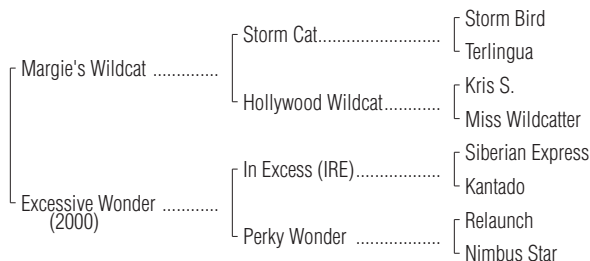 Storm Bird
Storm Cat..........................
Terlingua
Margie's Wildcat ..............
Kris S.
Hollywood Wildcat............
Miss Wildcatter
Siberian Express
In Excess (IRE)..................
Kantado
Excessive Wonder ............
(2000)
Relaunch
Perky Wonder ..................
Nimbus Star